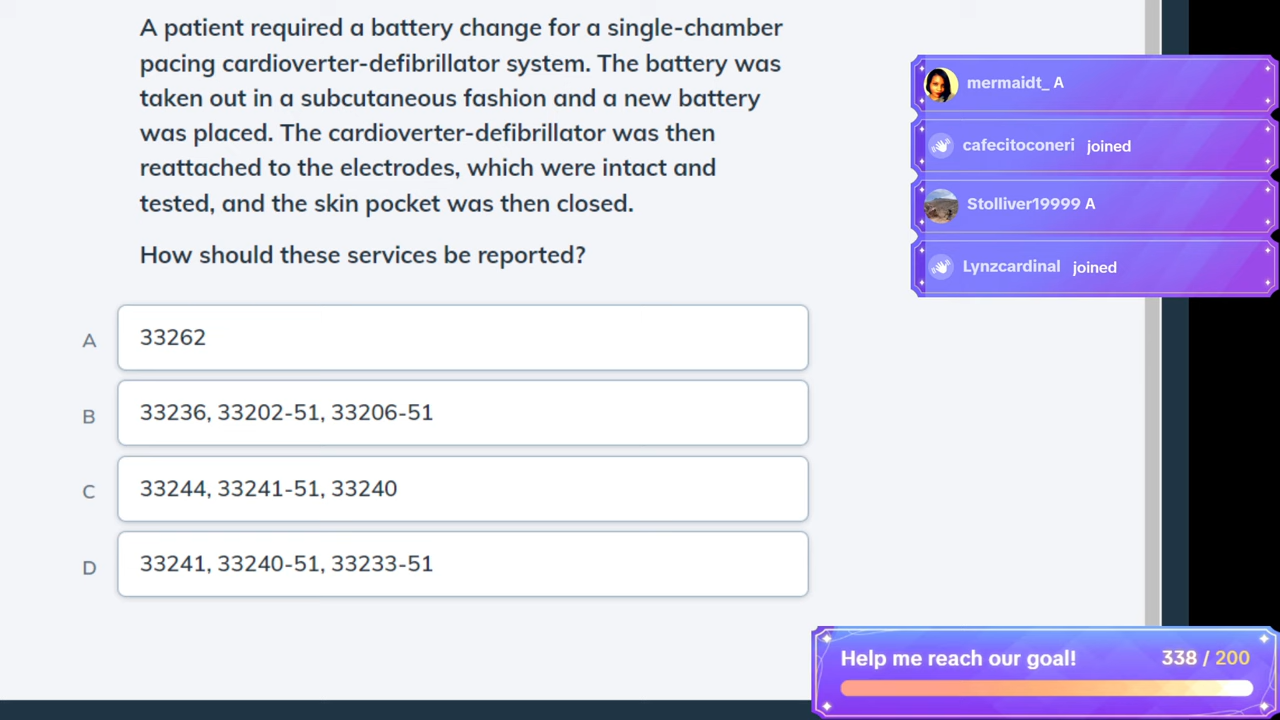 A patient required a battery change for a single-chamber
pacing cardioverter-defibrillator system. The battery was
taken out in a subcutaneous fashion and a new battery
was placed. The cardioverter-defibrillator was then
reattached to the electrodes, which were intact and
tested, and the skin pocket was then closed.
How should these services be reported?
A 33262
B 33236, 33202-51, 33206-51
C 33244, 33241-51, 33240
D 33241, 33240-51, 33233-51
mermaidt_ A
cafecitoconeri joined
Stolliver19999 A
Lynzcardinal joined
Help me reach our goal! 338 / 200